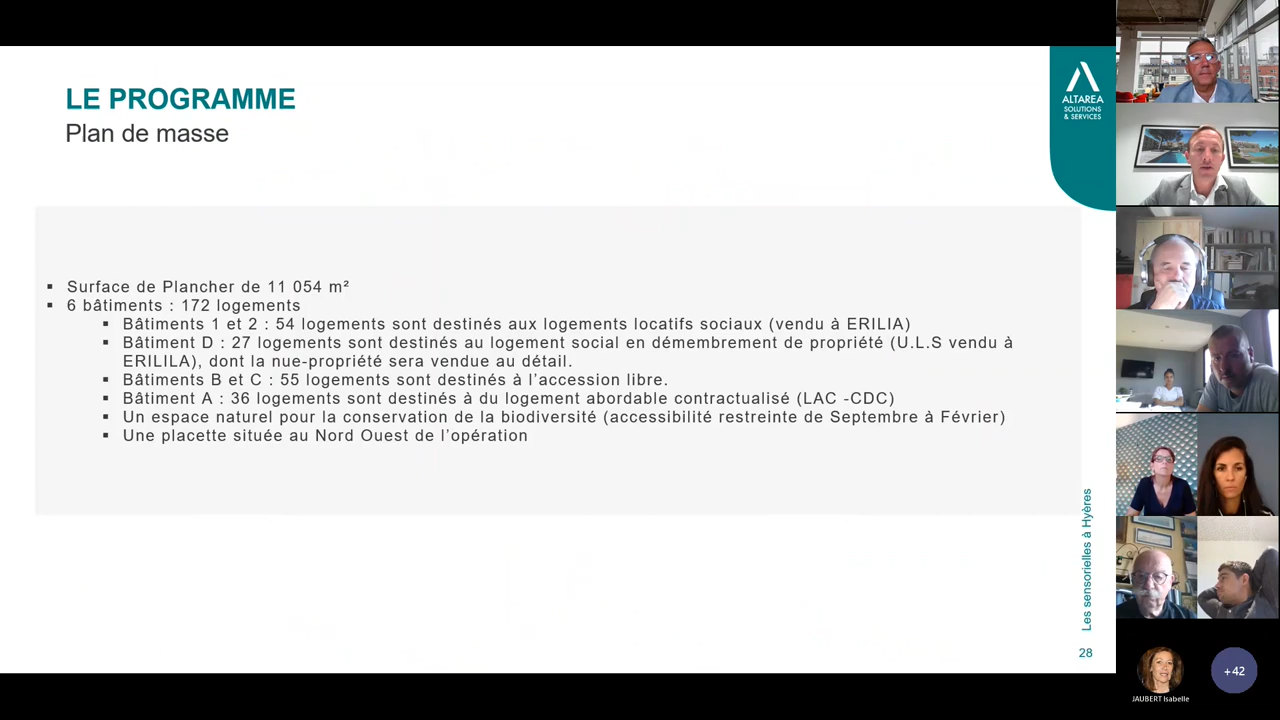 LE PROGRAMME
Plan de masse
ALTAREA
SOLUTIONS
& SERVICES
▪ Surface de Plancher de 11 054 m²
▪ 6 bâtiments : 172 logements
▪ Bâtiments 1 et 2 : 54 logements sont destinés aux logements locatifs sociaux (vendu à ERILIA)
▪ Bâtiment D : 27 logements sont destinés au logement social en démembrement de propriété (U.L.S vendu à
ERILILA), dont la nue-propriété sera vendue au détail.
▪ Bâtiments B et C : 55 logements sont destinés à l’accession libre.
▪ Bâtiment A : 36 logements sont destinés à du logement abordable contractualisé (LAC -CDC)
▪ Un espace naturel pour la conservation de la biodiversité (accessibilité restreinte de Septembre à Février)
▪ Une placette située au Nord Ouest de l’opération
Les sensorielles à Hyères
28
JAUBERT Isabelle
+42